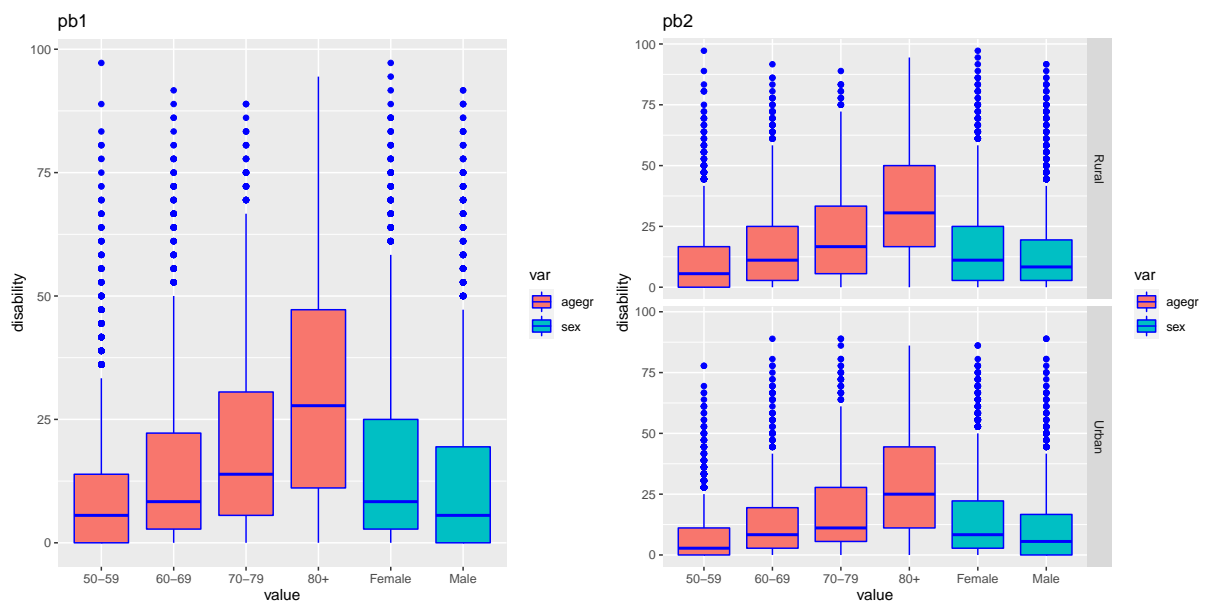 pb1
100
75
50
25
0
disability
50−59
60−69
70−79
80+
Female
Male
value
var
agegr
sex
pb2
100
75
50
25
0
Rural
100
75
50
25
0
Urban
disability
50−59
60−69
70−79
80+
Female
Male
value
var
agegr
sex